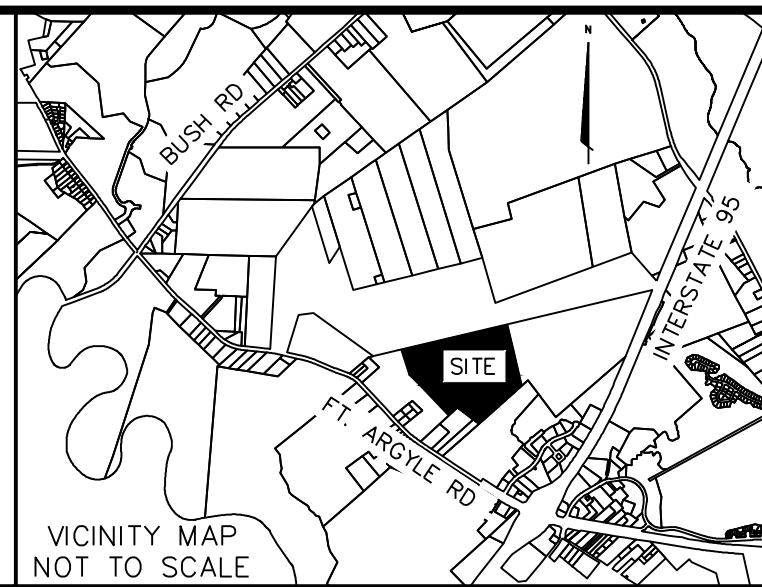 N
BUSH RD
INTERSTATE 95
SITE
FT. ARGYLE RD
VICINITY MAP
NOT TO SCALE